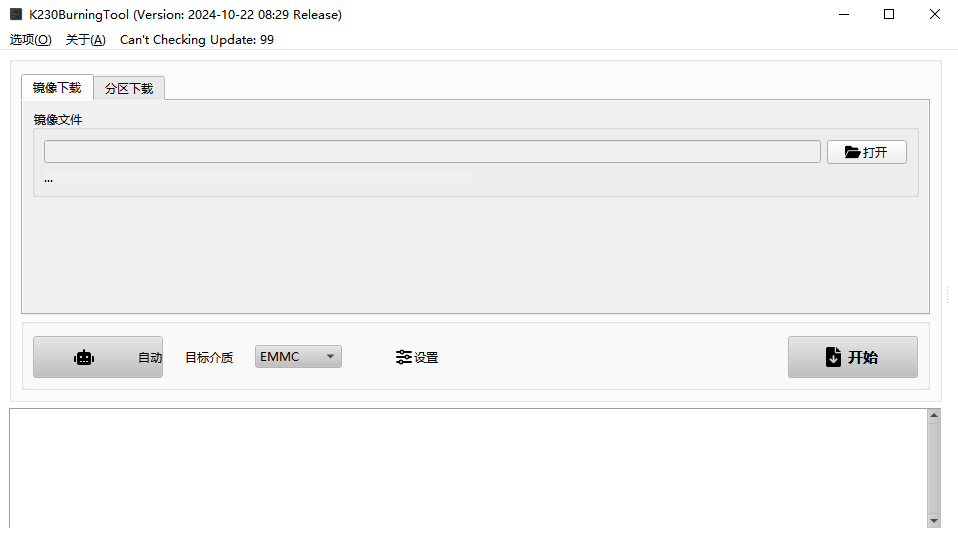 K230BurningTool (Version: 2024-10-22 08:29 Release)
选项(O) 关于(A) Can't Checking Update: 99
镜像下载 分区下载
镜像文件
打开
...
自动 目标介质 EMMC 设置 开始